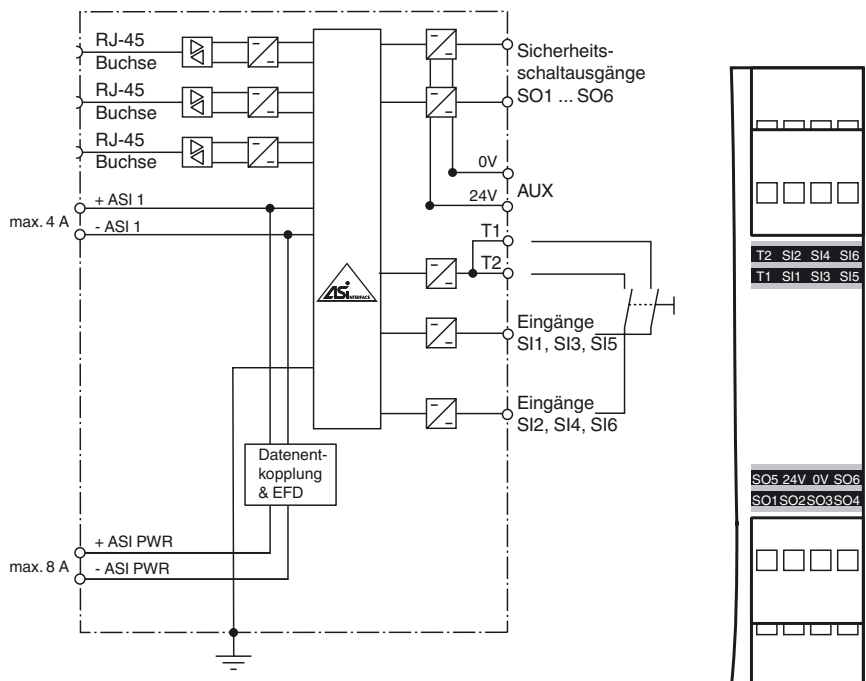 RJ-45
Buchse
RJ-45
Buchse
RJ-45
Buchse
max. 4 A
+ ASI 1
- ASI 1
ASi INTERFACE
Datenent-
kopplung
& EFD
max. 8 A
+ ASI PWR
- ASI PWR
Sicherheits-
schaltausgänge
SO1 ... SO6
0V
AUX
24V
T1
T2
Eingänge
SI1, SI3, SI5
Eingänge
SI2, SI4, SI6
T2 SI2 SI4 SI6
T1 SI1 SI3 SI5
SO5 24V 0V SO6
SO1 SO2 SO3 SO4